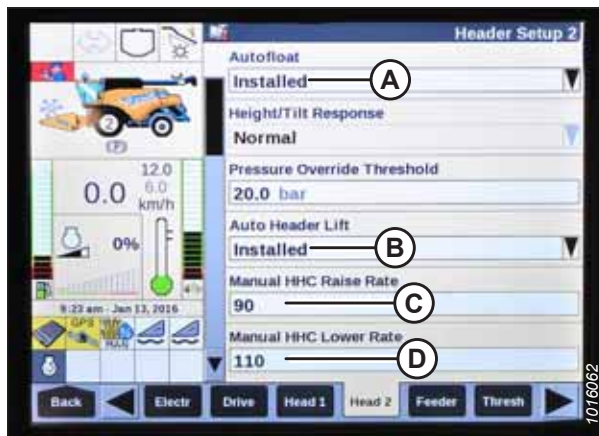 Header Setup 2
Autofloat
Installed
A
Height/Tilt Response
Normal
Pressure Override Threshold
20.0 bar
Auto Header Lift
Installed
B
Manual HHC Raise Rate
90
C
Manual HHC Lower Rate
110
D
2
(P)
12.0
6.0
0.0 km/h
0%
9:23 am - Jan 13, 2016
GPS
MAN
Back
Electr
Drive
Head 1
Head 2
Feeder
Thresh
1016062